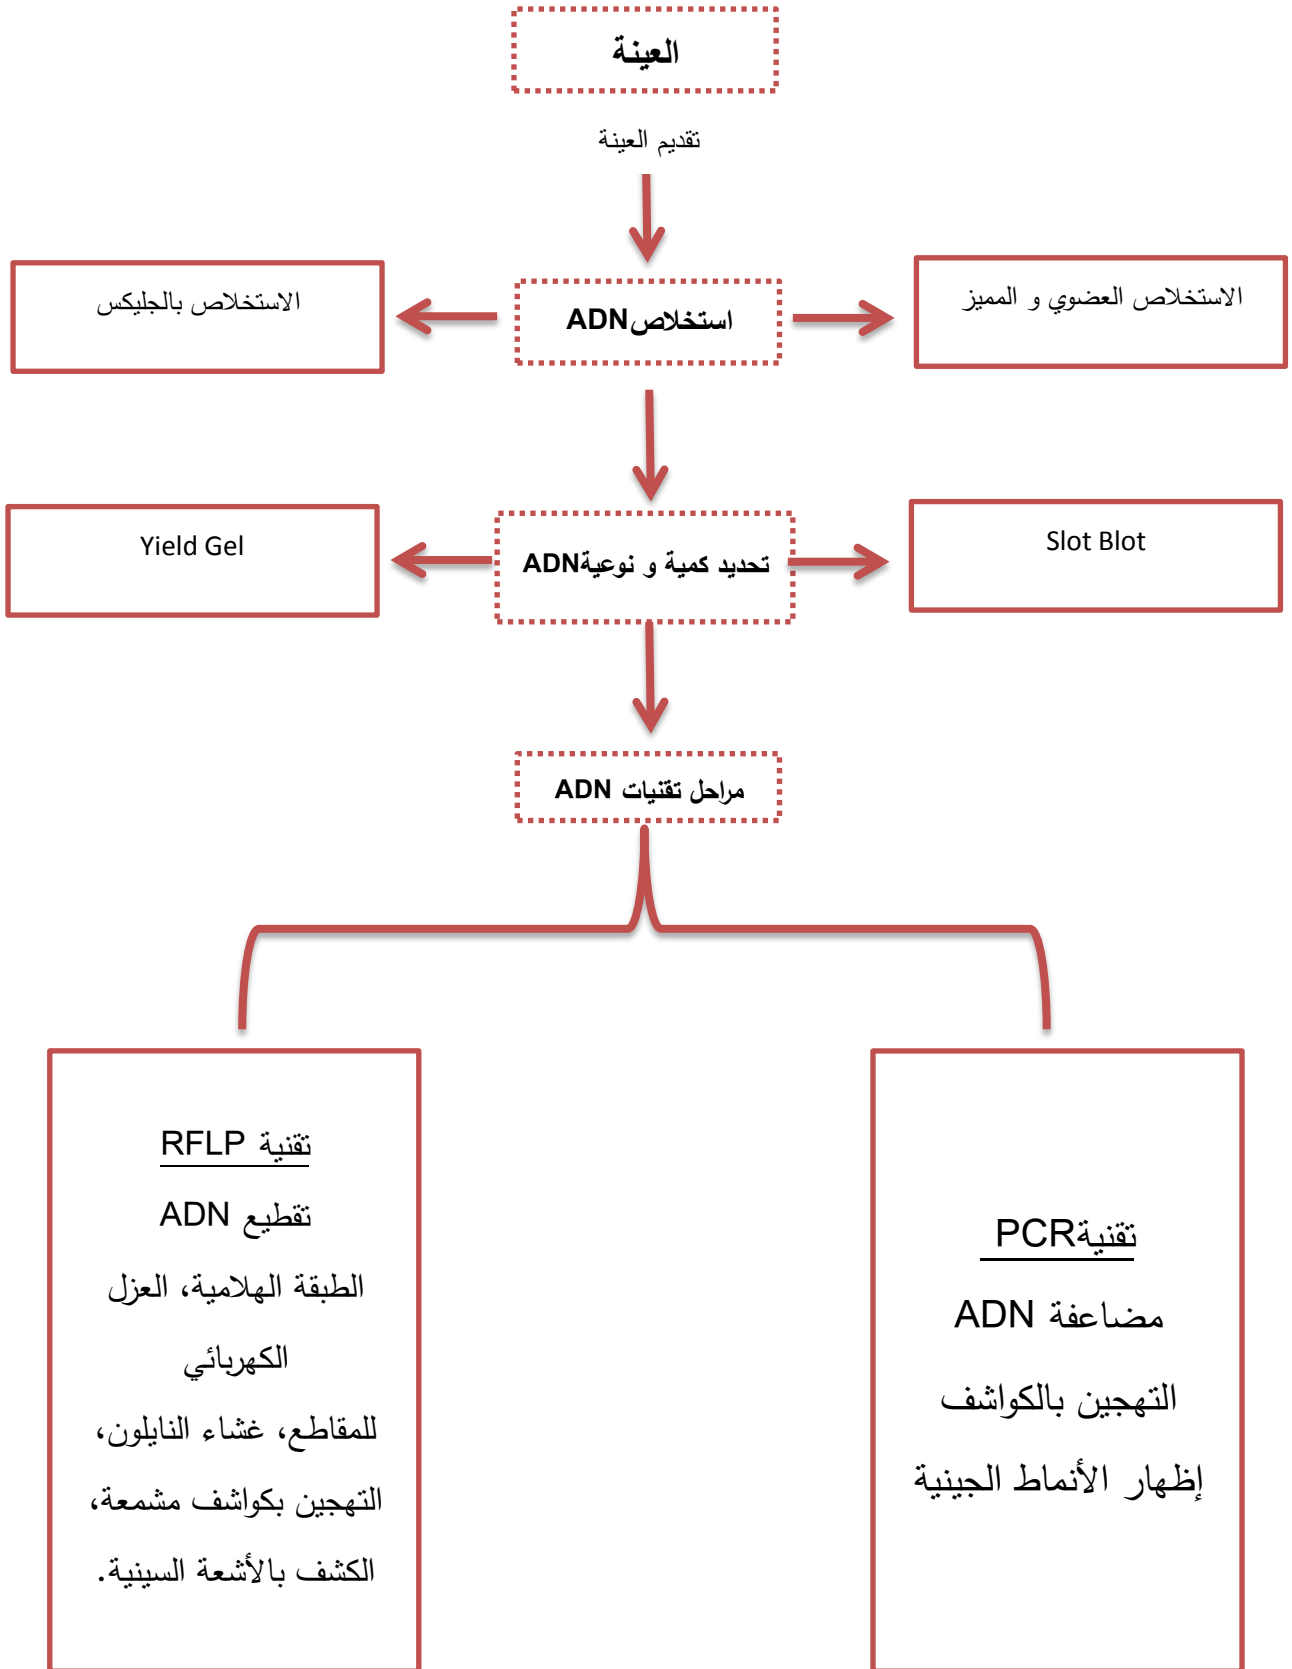 العينة
تقديم العينة
الاستخلاص العضوي و المميز
استخلاصADN
الاستخلاص بالجليكس
Slot Blot
تحديد كمية و نوعيةADN
Yield Gel
مراحل تقنيات ADN
تقنيةPCR
مضاعفة ADN
التهجين بالكواشف
إظهار الأنماط الجينية
تقنية RFLP
تقطيع ADN
الطبقة الهلامية، العزل
الكهربائي
للمقاطع، غشاء النايلون،
التهجين بكواشف مشمعة،
الكشف بالأشعة السينية.